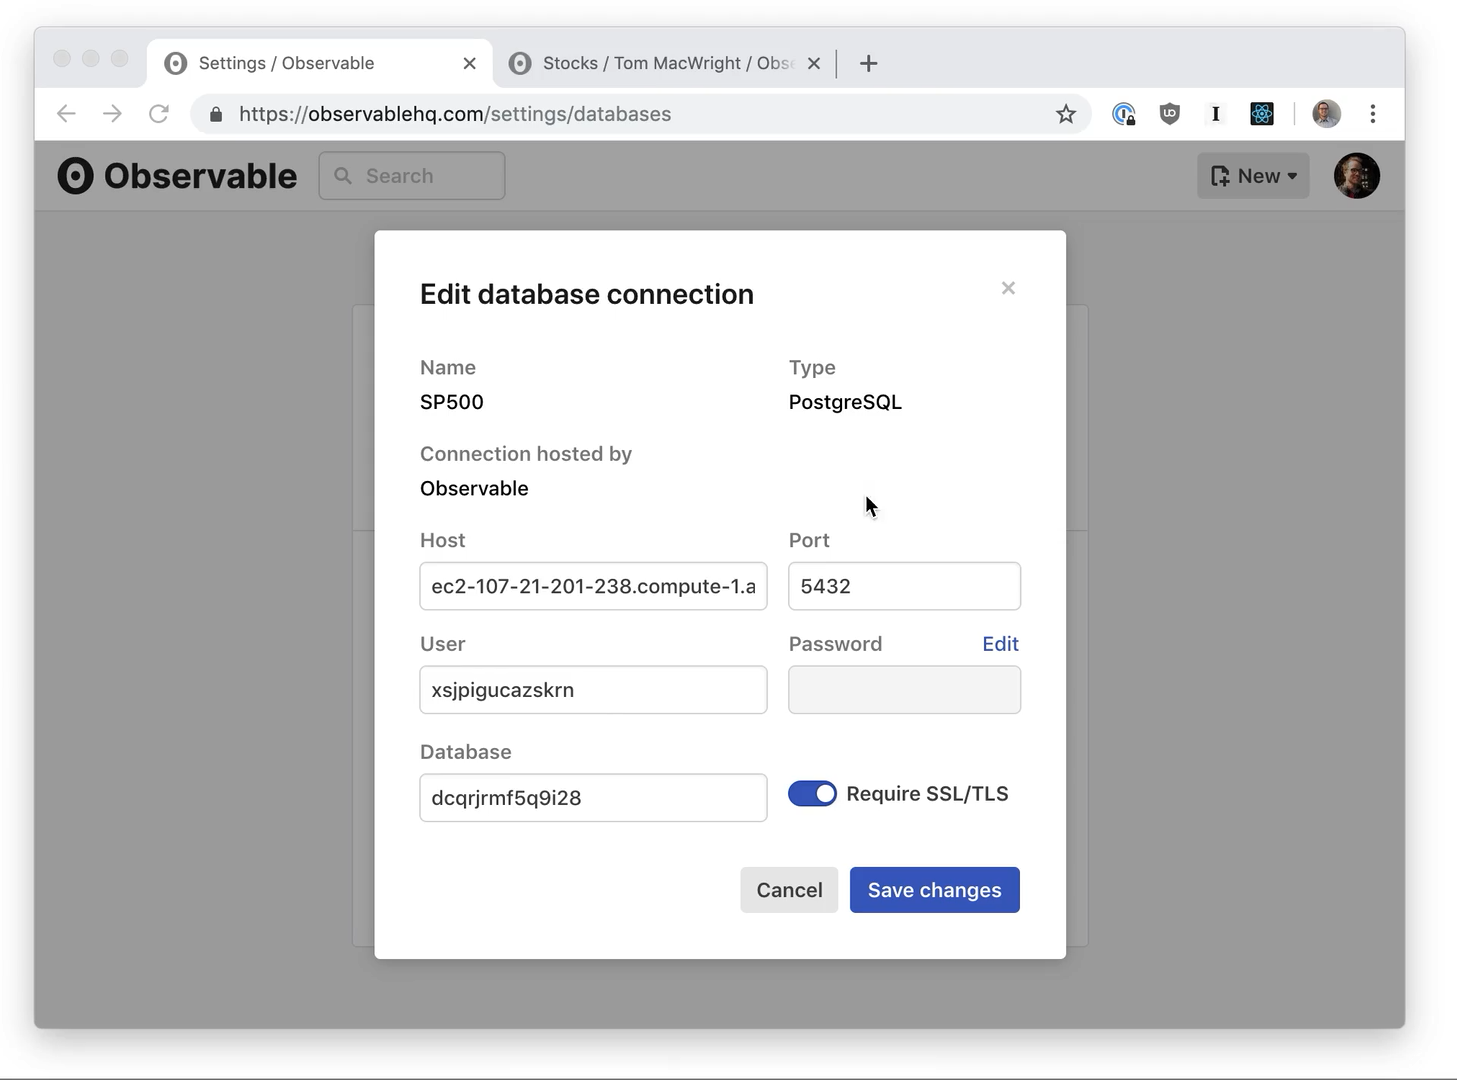 Settings / Observable
Stocks / Tom MacWright / Obse
https://observablehq.com/settings/databases
Observable
Search
New
Edit database connection
Name
Type
SP500
PostgreSQL
Connection hosted by
Observable
Host
Port
ec2-107-21-201-238.compute-1.a
5432
User
Password
Edit
xsjpigucazskrn
Database
dcqrjrmf5q9i28
Require SSL/TLS
Cancel
Save changes